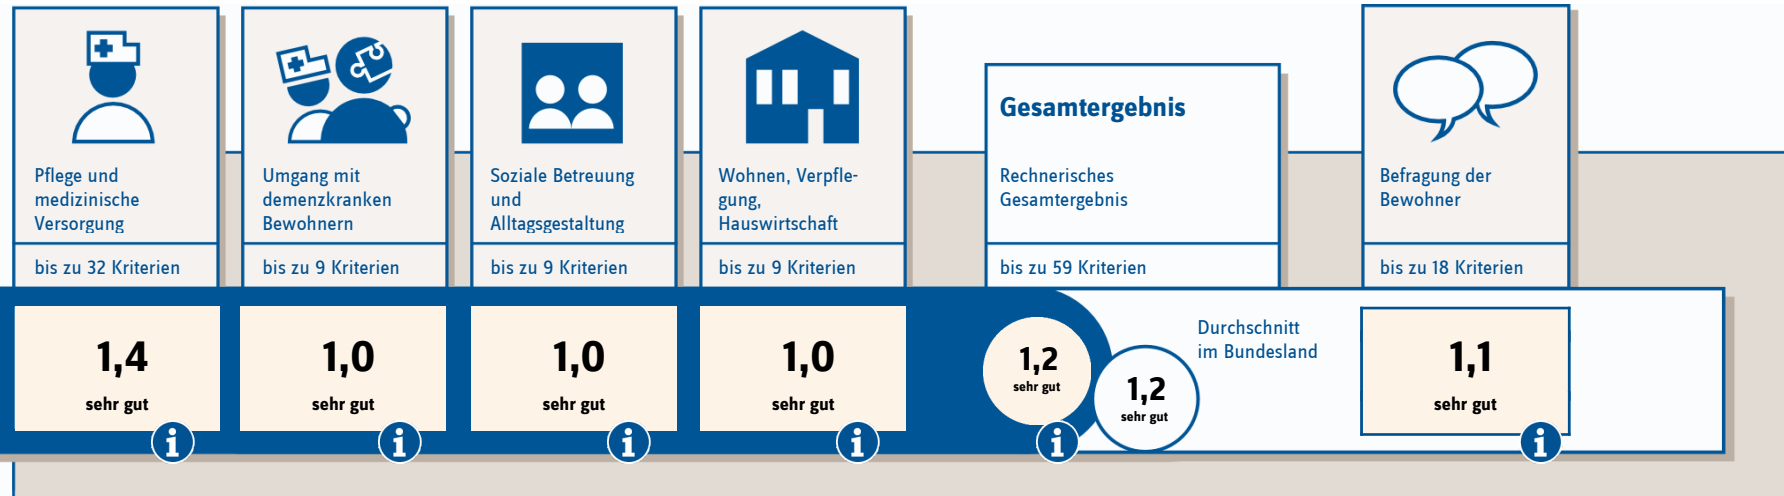 Pflege und
medizinische
Versorgung
bis zu 32 Kriterien
1,4
sehr gut
i
Umgang mit
demenzkranken
Bewohnern
bis zu 9 Kriterien
1,0
sehr gut
i
Soziale Betreuung
und
Alltagsgestaltung
bis zu 9 Kriterien
1,0
sehr gut
i
Wohnen, Verpfle-
gung,
Hauswirtschaft
bis zu 9 Kriterien
1,0
sehr gut
i
Gesamtergebnis
Rechnerisches
Gesamtergebnis
bis zu 59 Kriterien
1,2
sehr gut
i
Durchschnitt
im Bundesland
1,2
sehr gut
Befragung der
Bewohner
bis zu 18 Kriterien
1,1
sehr gut
i